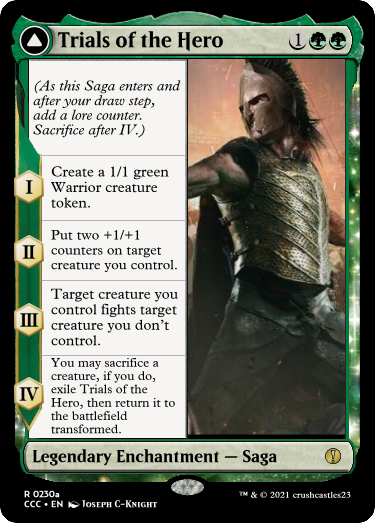 Trials of the Hero 1
(As this Saga enters and
after your draw step,
add a lore counter.
Sacrifice after IV.)
I
Create a 1/1 green
Warrior creature
token.
II
Put two +1/+1
counters on target
creature you control.
III
Target creature you
control fights target
creature you don't
control.
IV
You may sacrifice a
creature, if you do,
exile Trials of the
Hero, then return it to
the battlefield
transformed.
Legendary Enchantment — Saga
R 0230a
CCC • EN Joseph C-Knight
™ & © 2021 crushcastles23